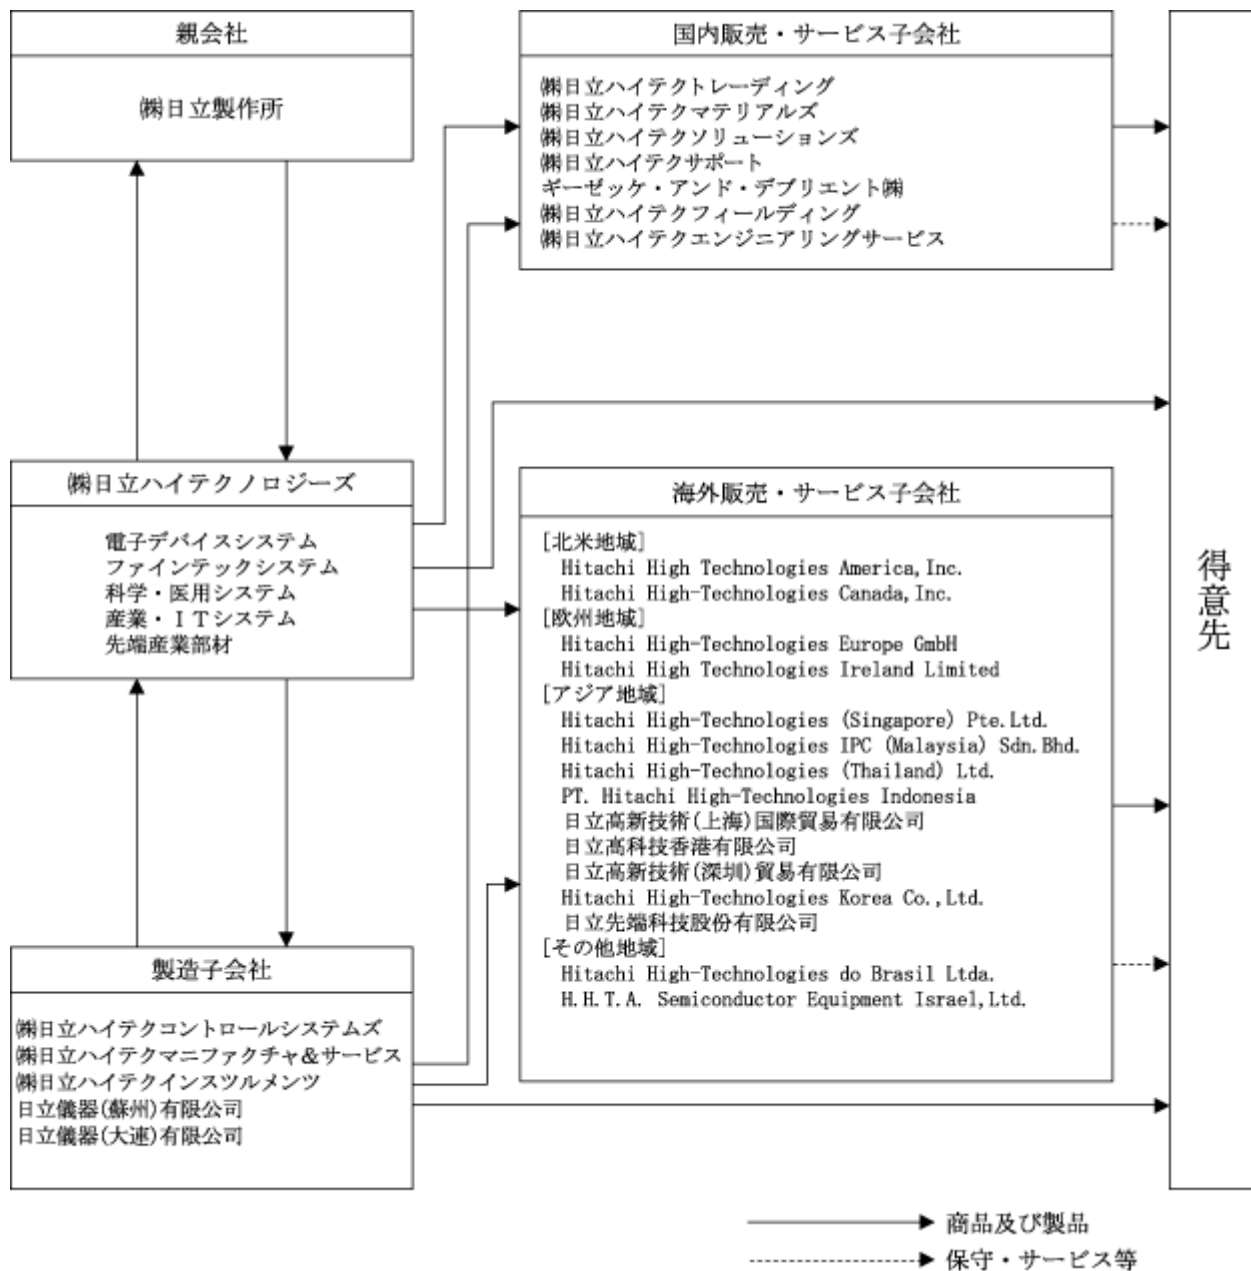 親会社
㈱日立製作所
㈱日立ハイテクノロジーズ
電子デバイスシステム
ファインテックシステム
科学・医用システム
産業・ＩＴシステム
先端産業部材
製造子会社
㈱日立ハイテクコントロールシステムズ
㈱日立ハイテクマニファクチャ＆サービス
㈱日立ハイテクインスツルメンツ
日立儀器(蘇州)有限公司
日立儀器(大連)有限公司
国内販売・サービス子会社
㈱日立ハイテクトレーディング
㈱日立ハイテクマテリアルズ
㈱日立ハイテクソリューションズ
㈱日立ハイテクサポート
ギーゼッケ・アンド・デブリエント㈱
㈱日立ハイテクフィールディング
㈱日立ハイテクエンジニアリングサービス
海外販売・サービス子会社
[北米地域]
Hitachi High Technologies America,Inc.
Hitachi High-Technologies Canada,Inc.
[欧州地域]
Hitachi High-Technologies Europe GmbH
Hitachi High Technologies Ireland Limited
[アジア地域]
Hitachi High-Technologies (Singapore) Pte.Ltd.
Hitachi High-Technologies IPC (Malaysia) Sdn.Bhd.
Hitachi High-Technologies (Thailand) Ltd.
PT. Hitachi High-Technologies Indonesia
日立高新技術(上海)国際貿易有限公司
日立高科技香港有限公司
日立高新技術(深圳)貿易有限公司
Hitachi High-Technologies Korea Co.,Ltd.
日立先端科技股份有限公司
[その他地域]
Hitachi High-Technologies do Brasil Ltda.
H.H.T.A. Semiconductor Equipment Israel,Ltd.
得意先
商品及び製品
保守・サービス等